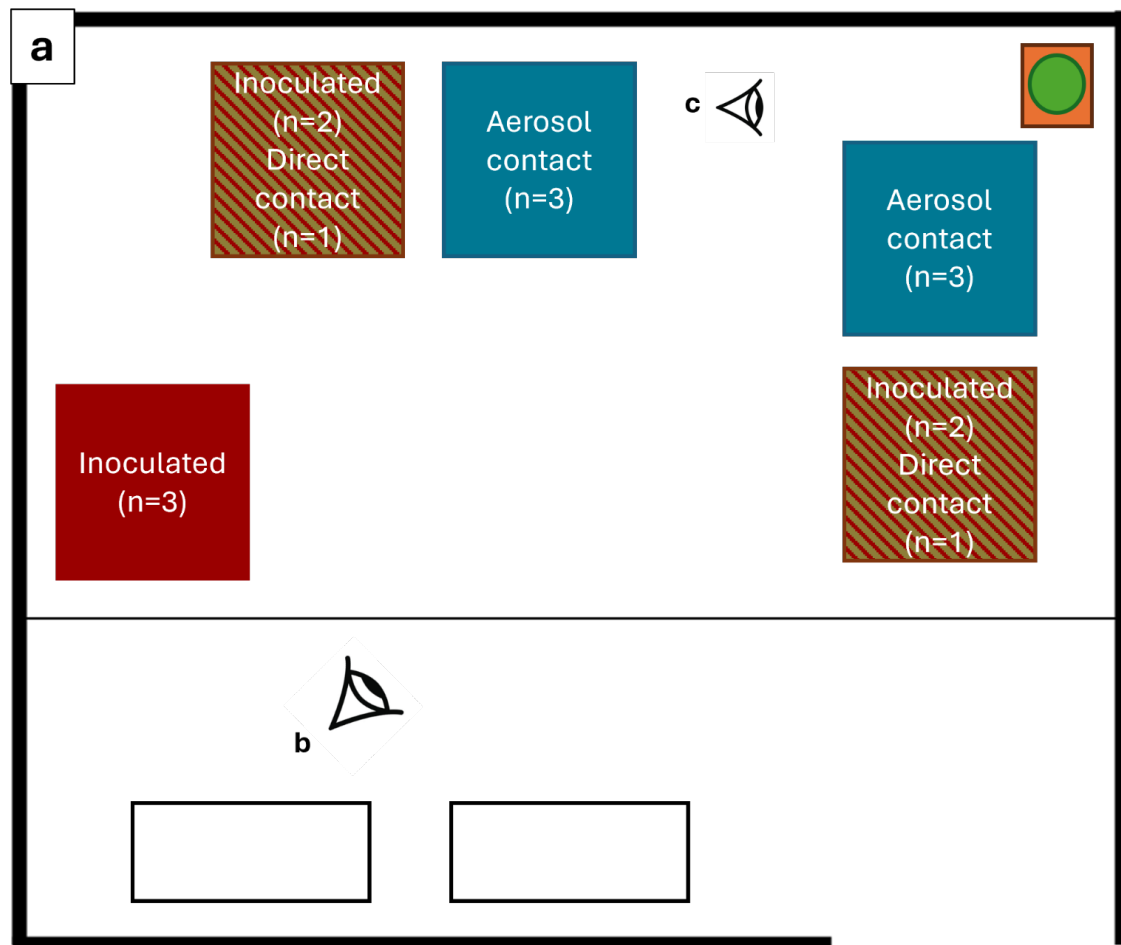 a
Inoculated
(n=2)
Direct
contact
(n=1)
Aerosol
contact
(n=3)
c
Aerosol
contact
(n=3)
Inoculated
(n=3)
Inoculated
(n=2)
Direct
contact
(n=1)
b